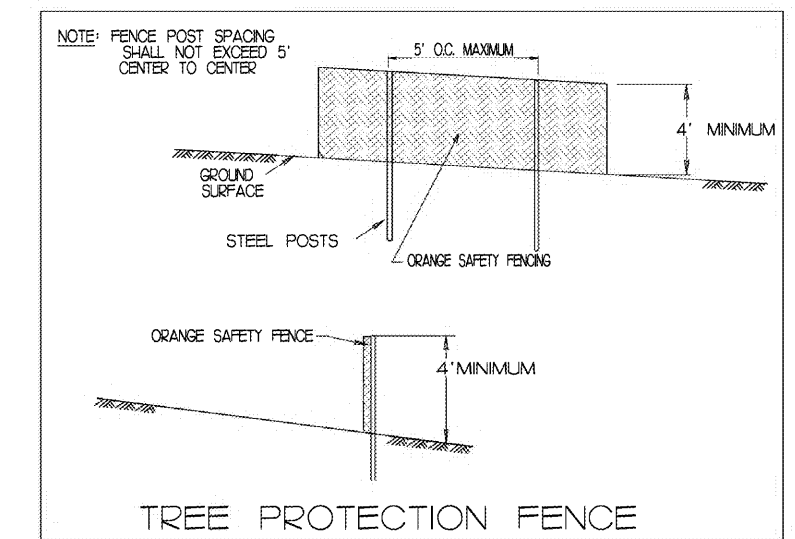 NOTE: FENCE POST SPACING
SHALL NOT EXCEED 5'
CENTER TO CENTER
5' O.C. MAXIMUM
4' MINIMUM
GROUND
SURFACE
STEEL POSTS
ORANGE SAFETY FENCING
ORANGE SAFETY FENCE
4' MINIMUM
TREE PROTECTION FENCE